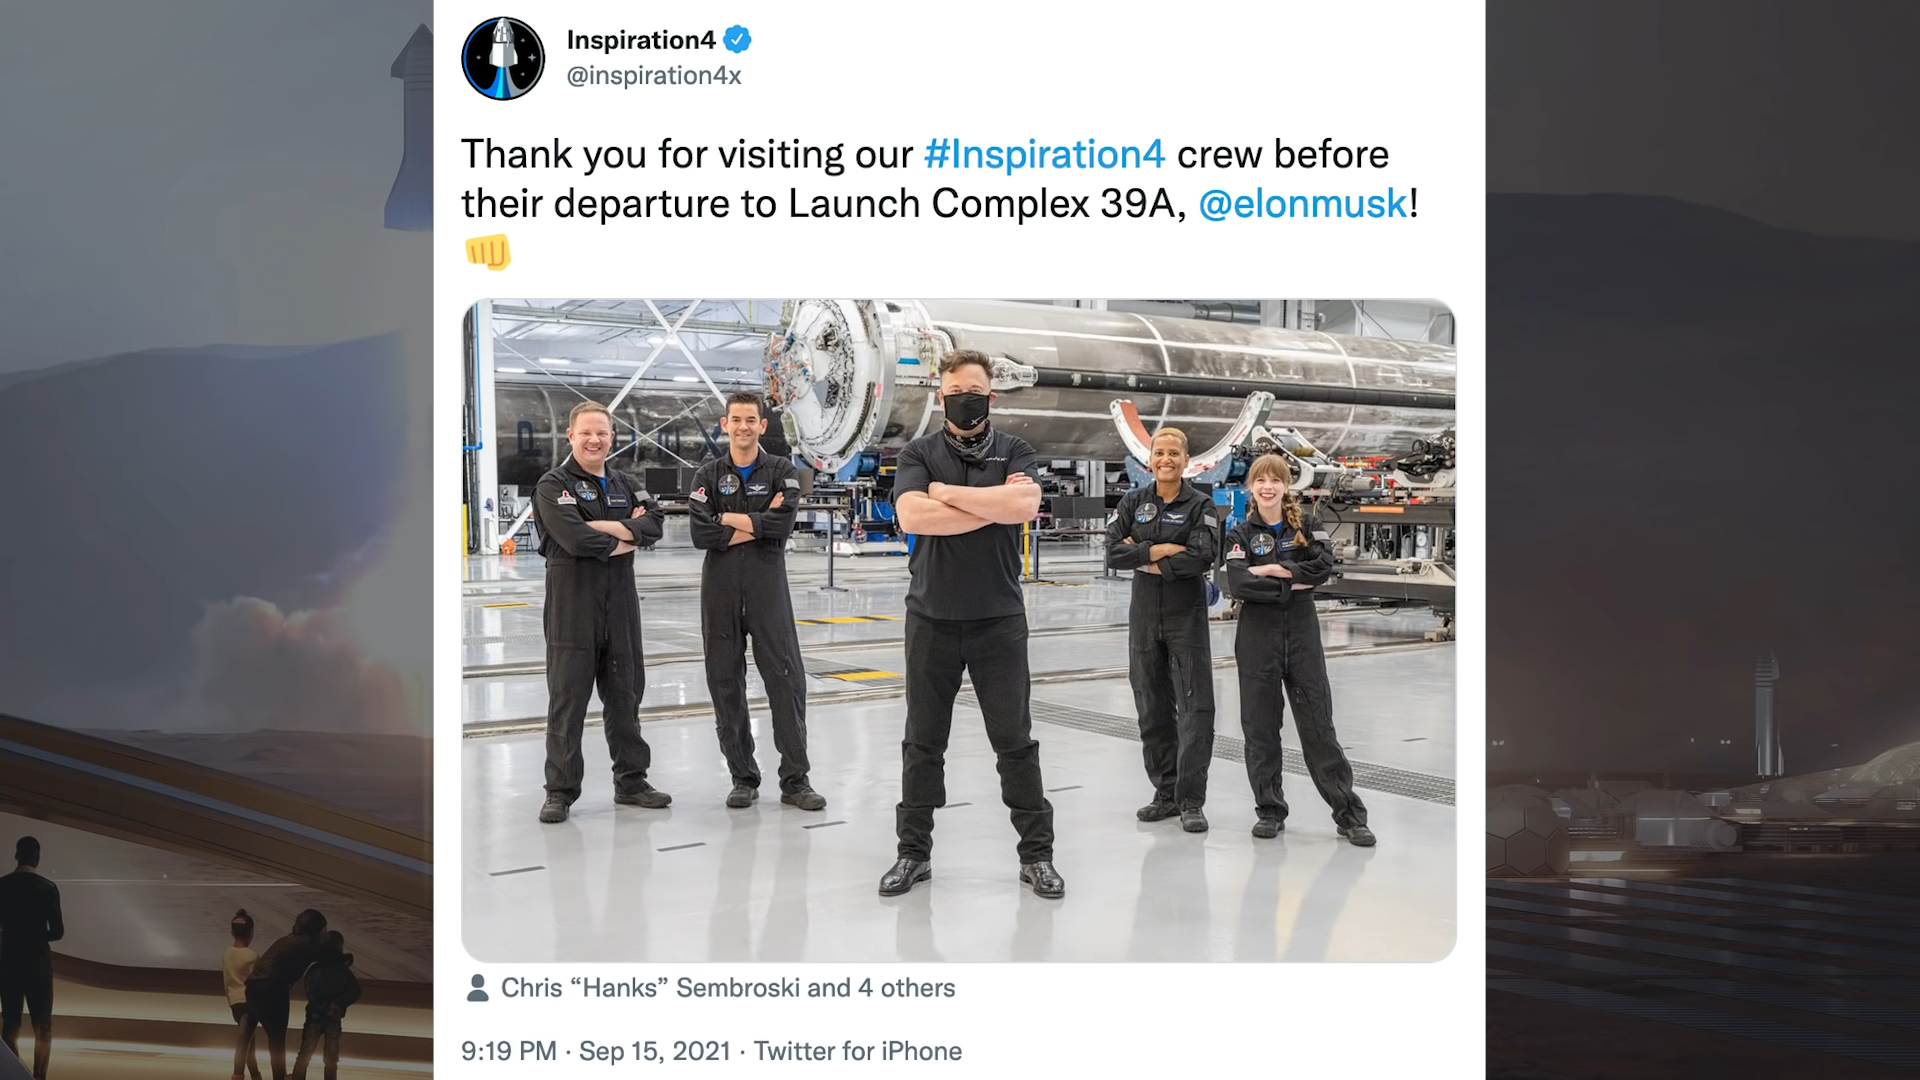 Inspiration4
@inspiration4x
Thank you for visiting our #Inspiration4 crew before
their departure to Launch Complex 39A, @elonmusk!
👊
Chris “Hanks” Sembroski and 4 others
9:19 PM · Sep 15, 2021 · Twitter for iPhone